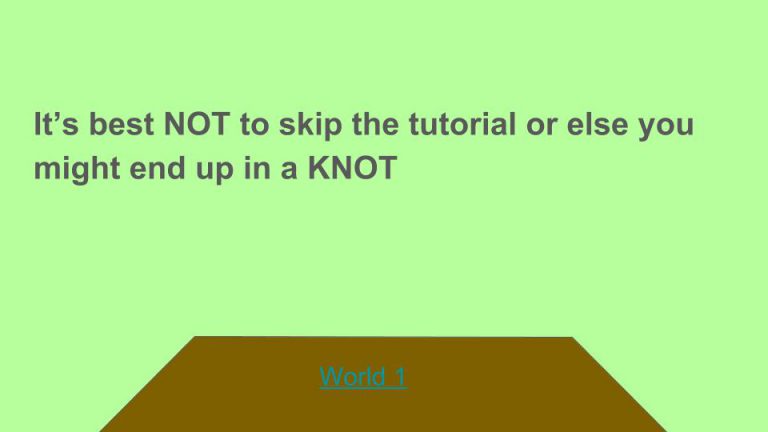 It’s best NOT to skip the tutorial or else you
might end up in a KNOT
World 1